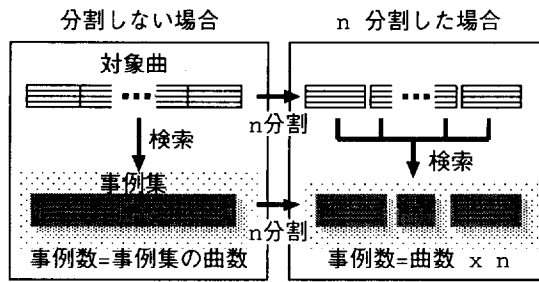 分割しない場合
n 分割した場合
対象曲
n分割
検索
検索
事例集
n分割
事例数=事例集の曲数
事例数=曲数 x n